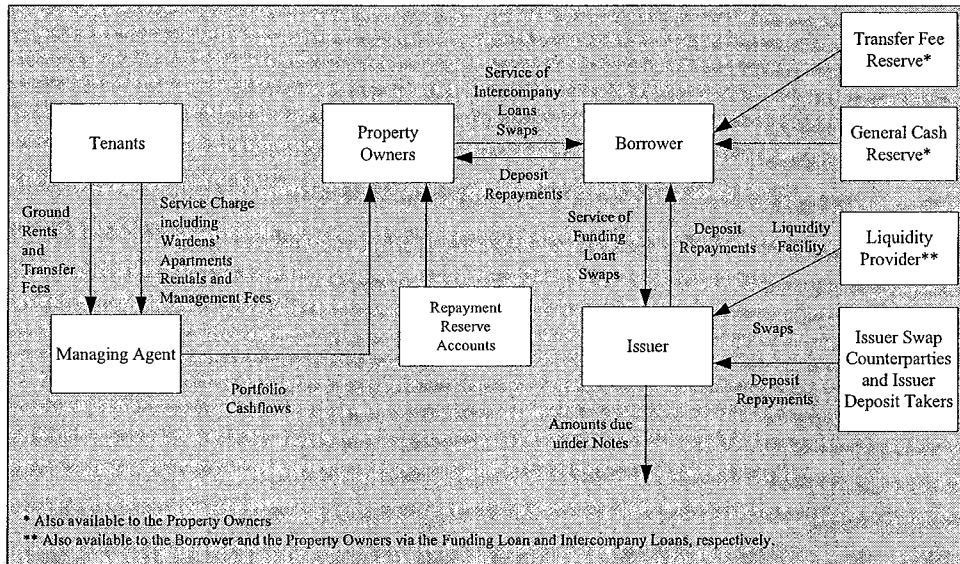 Transfer Fee
Reserve*
Service of
Intercompany
Loans
Swaps
Tenants
Property
Owners
Borrower
General Cash
Reserve*
Deposit
Repayments
Ground
Rents
and
Transfer
Fees
Service Charge
including
Wardens'
Apartments
Rentals and
Management Fees
Service of
Funding
Loan
Swaps
Deposit
Repayments
Liquidity
Facility
Liquidity
Provider**
Managing Agent
Repayment
Reserve
Accounts
Issuer
Swaps
Issuer Swap
Counterparties
and Issuer
Deposit Takers
Deposit
Repayments
Portfolio
Cashflows
Amounts due
under Notes
* Also available to the Property Owners
** Also available to the Borrower and the Property Owners via the Funding Loan and Intercompany Loans, respectively.